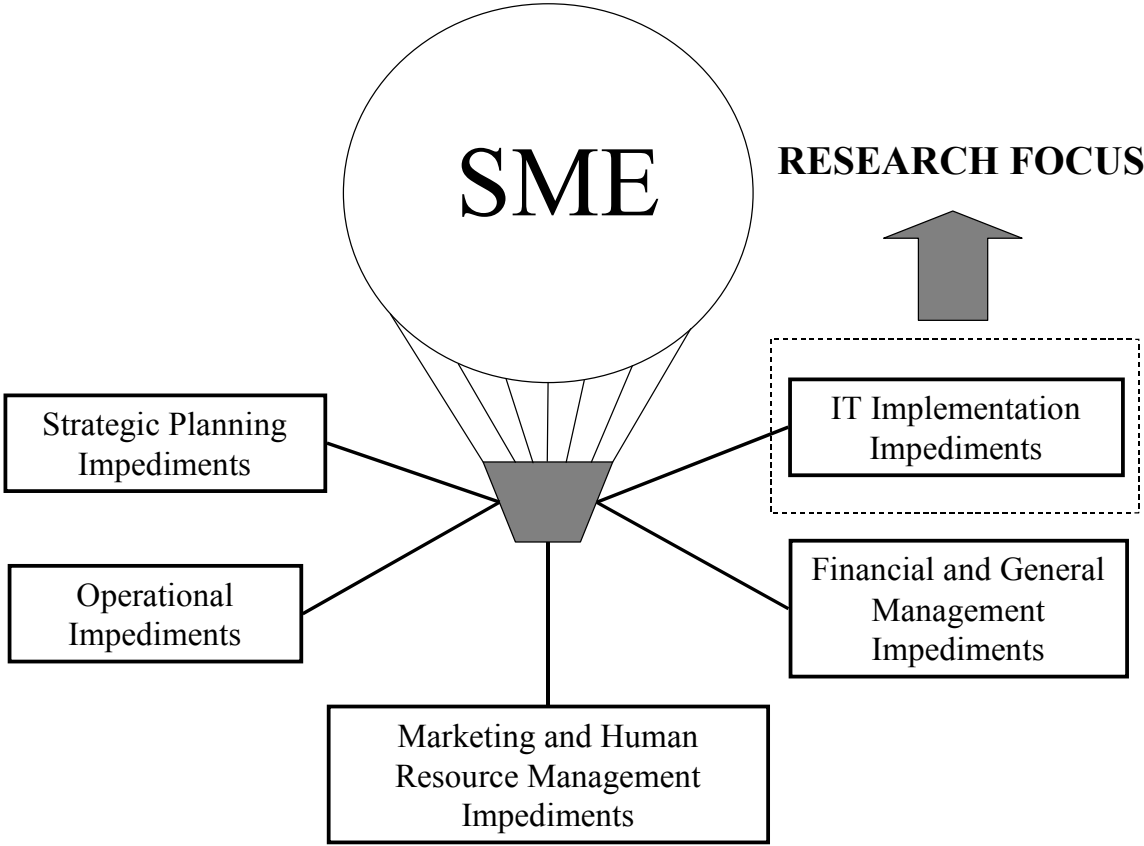 SME
RESEARCH FOCUS
Strategic Planning
Impediments
IT Implementation
Impediments
Operational
Impediments
Financial and General
Management
Impediments
Marketing and Human
Resource Management
Impediments